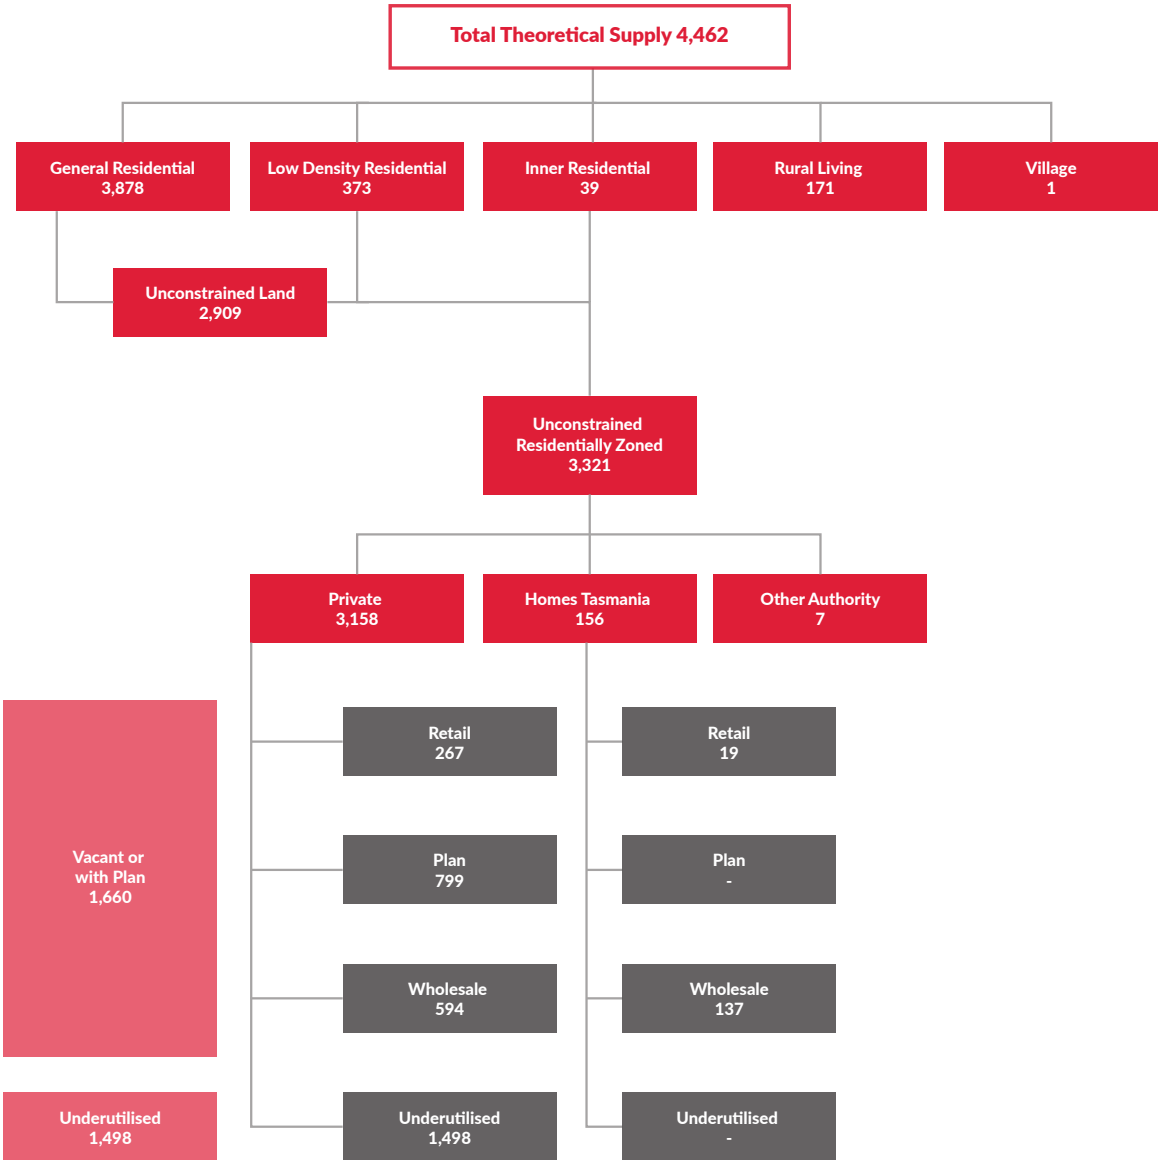 Total Theoretical Supply 4,462
General Residential
3,878
Low Density Residential
373
Inner Residential
39
Rural Living
171
Village
1
Unconstrained Land
2,909
Unconstrained
Residentially Zoned
3,321
Private
3,158
Homes Tasmania
156
Other Authority
7
Vacant or
with Plan
1,660
Retail
267
Retail
19
Plan
799
Plan
-
Wholesale
594
Wholesale
137
Underutilised
1,498
Underutilised
1,498
Underutilised
-